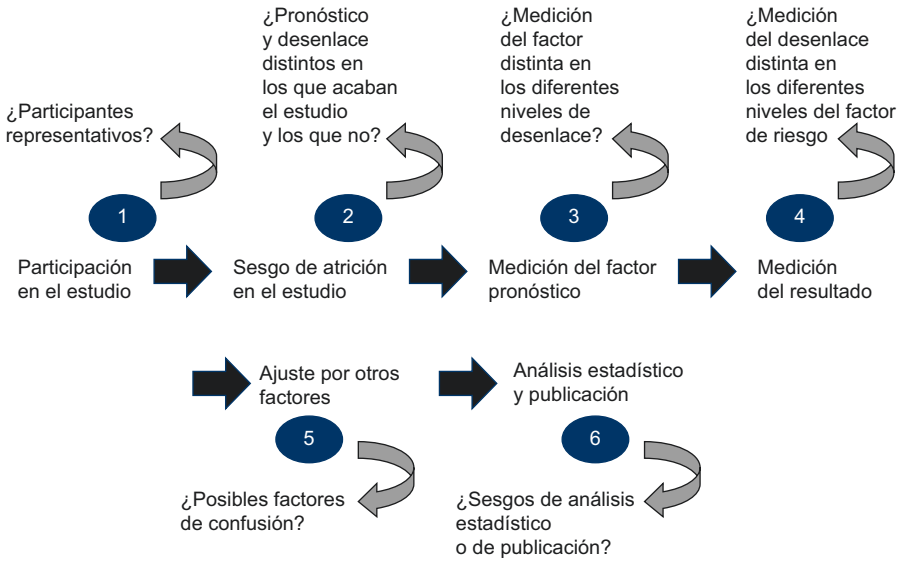 ¿Participantes
representativos?
1
Participación
en el estudio
¿Pronóstico
y desenlace
distintos en
los que acaban
el estudio
y los que no?
2
Sesgo de atrición
en el estudio
¿Medición
del factor
distinta en
los diferentes
niveles de
desenlace?
3
Medición del factor
pronóstico
¿Medición
del desenlace
distinta en
los diferentes
niveles del factor
de riesgo
4
Medición
del resultado
Ajuste por otros
factores
5
¿Posibles factores
de confusión?
Análisis estadístico
y publicación
6
¿Sesgos de análisis
estadístico
o de publicación?